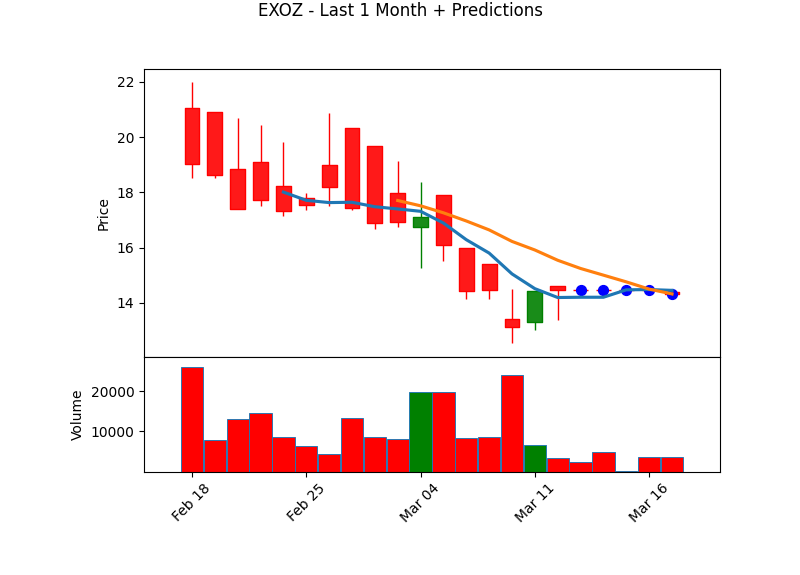 EXOZ - Last 1 Month + Predictions
22
20
18
16
14
Price
20000
10000
Volume
Feb 18
Feb 25
Mar 04
Mar 11
Mar 16